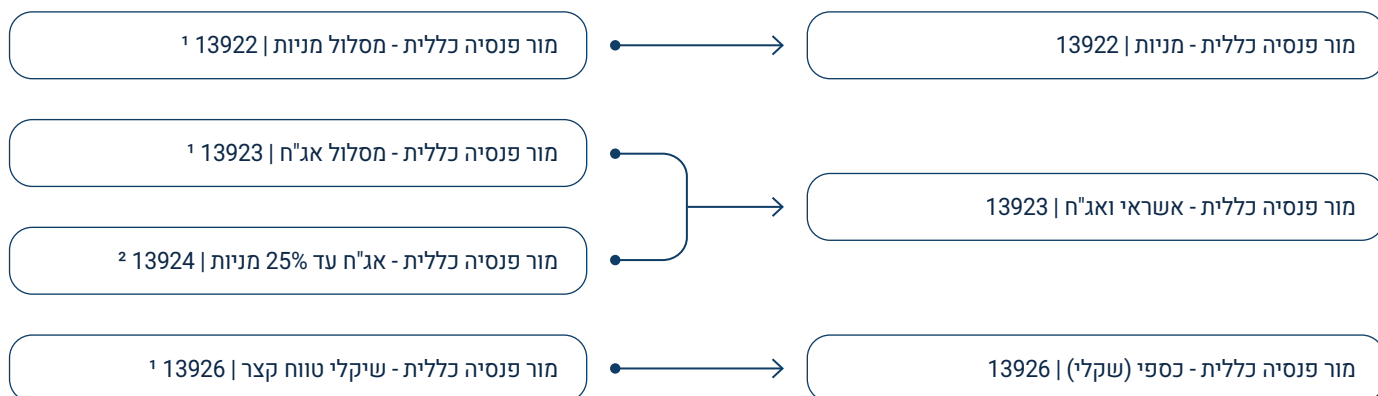 מור פנסיה כללית - מסלול מניות | 13922 ¹
מור פנסיה כללית - מניות | 13922
מור פנסיה כללית - מסלול אג"ח | 13923 ¹
מור פנסיה כללית - אג"ח עד 25% מניות | 13924 ²
מור פנסיה כללית - אשראי ואג"ח | 13923
מור פנסיה כללית - שיקלי טווח קצר | 13926 ¹
מור פנסיה כללית - כספי (שקלי) | 13926